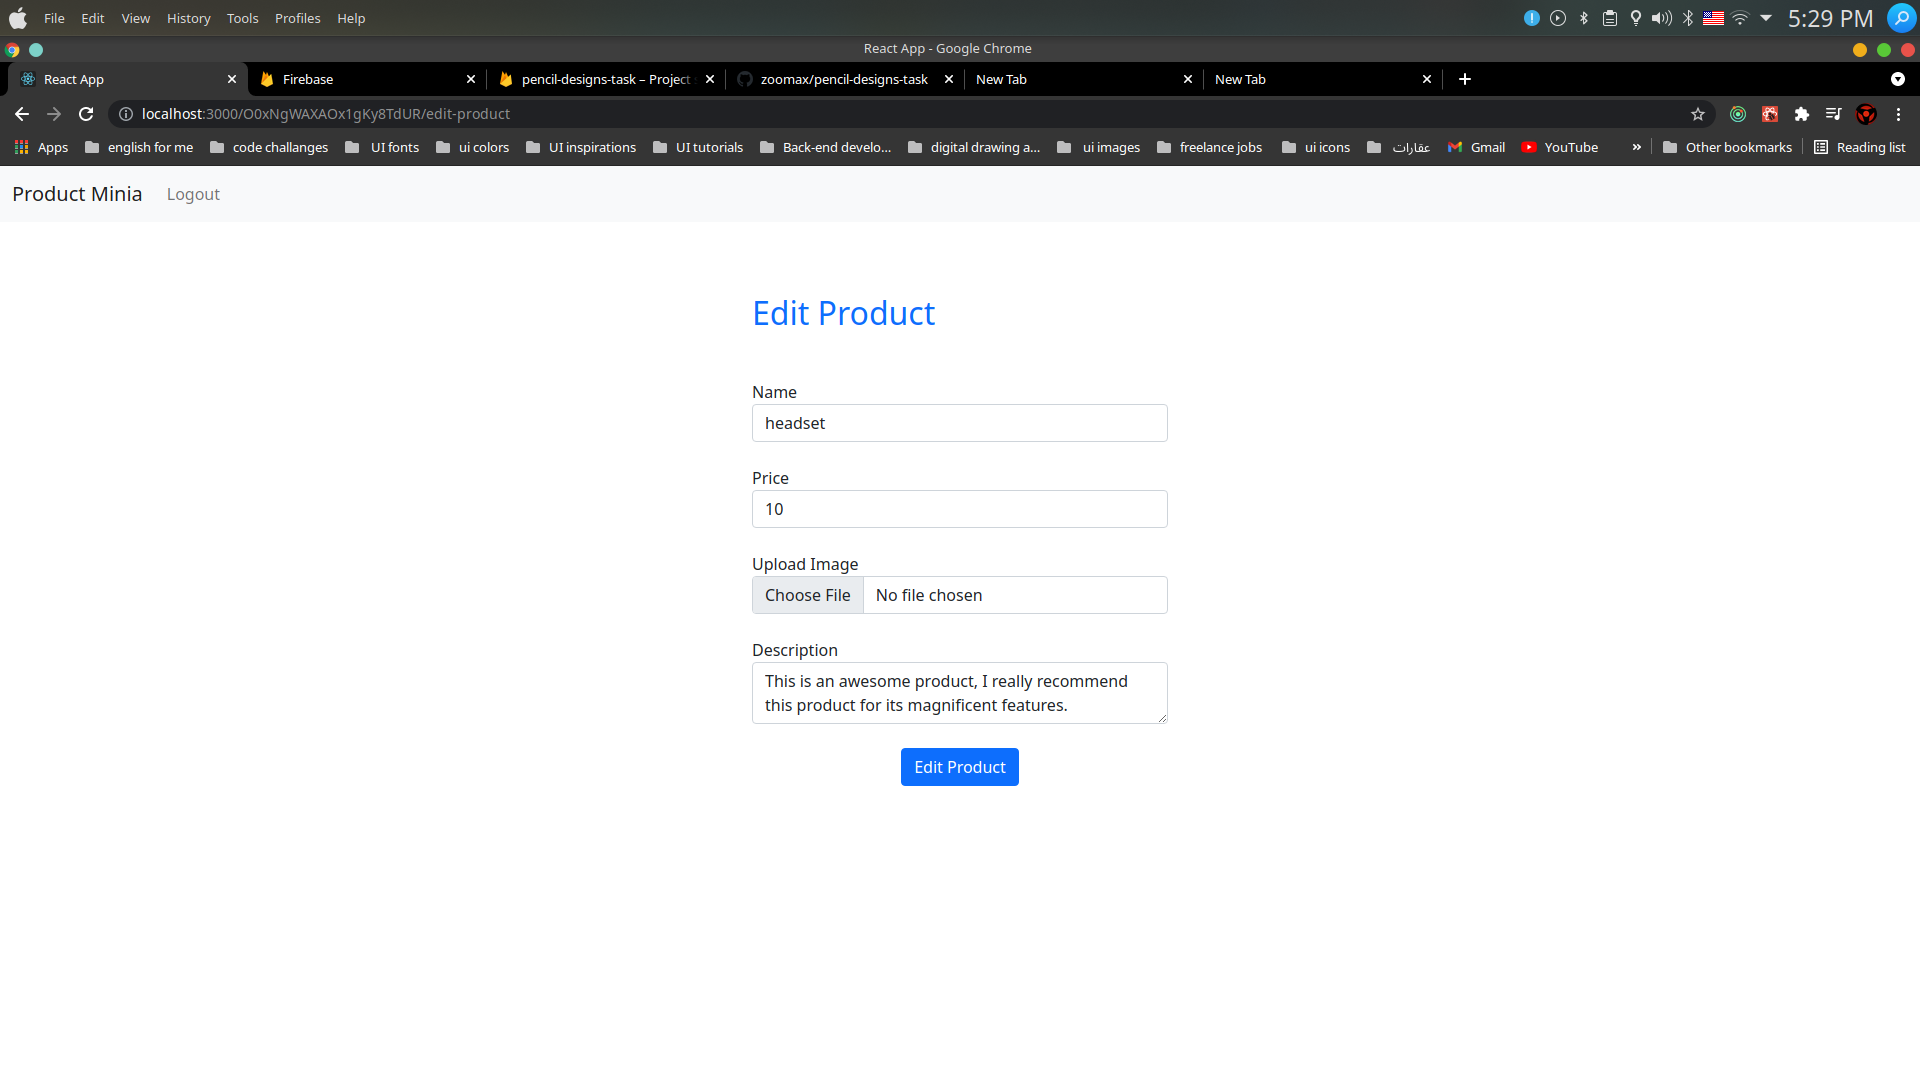 File Edit View History Tools Profiles Help 5:29 PM
React App - Google Chrome
React App Firebase pencil-designs-task – Project zoomax/pencil-designs-task New Tab New Tab
localhost:3000/O0xNgWAXAOx1gKy8TdUR/edit-product
Apps english for me code challanges UI fonts ui colors UI inspirations UI tutorials Back-end develo... digital drawing a... ui images freelance jobs ui icons عقارات Gmail YouTube » Other bookmarks Reading list
Product Minia Logout
Edit Product
Name
headset
Price
10
Upload Image
Choose File No file chosen
Description
This is an awesome product, I really recommend
this product for its magnificent features.
Edit Product